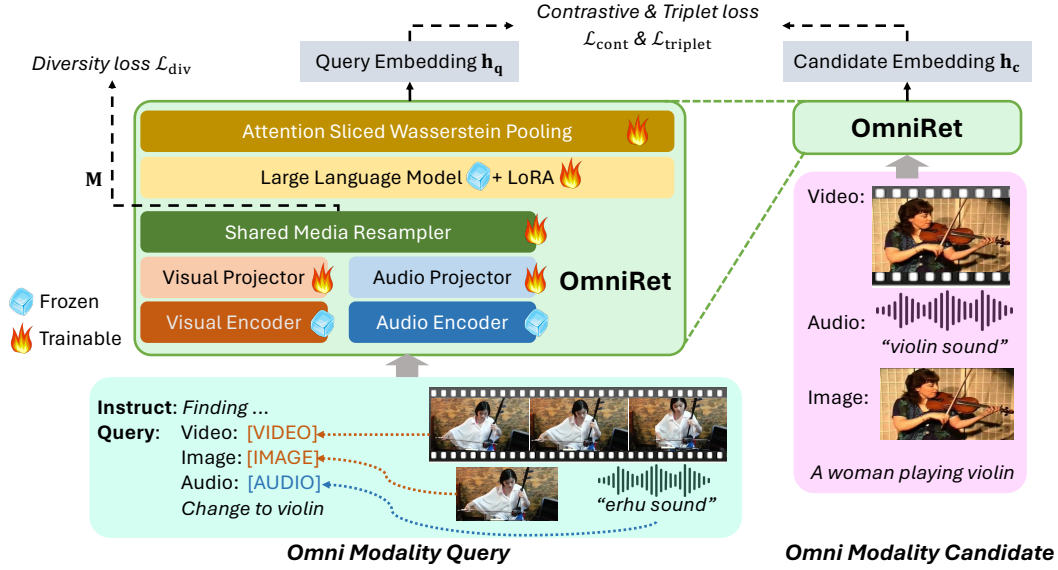 Contrastive & Triplet loss
ℒcont & ℒtriplet
Diversity loss ℒdiv
Query Embedding hq
Candidate Embedding hc
Attention Sliced Wasserstein Pooling
Large Language Model + LoRA
M
Shared Media Resampler
Visual Projector
Audio Projector
OmniRet
Visual Encoder
Audio Encoder
Frozen
Trainable
OmniRet
Video:
Audio:
"violin sound"
Image:
A woman playing violin
Instruct: Finding ...
Query: Video: [VIDEO]
Image: [IMAGE]
Audio: [AUDIO]
Change to violin
"erhu sound"
Omni Modality Query
Omni Modality Candidate